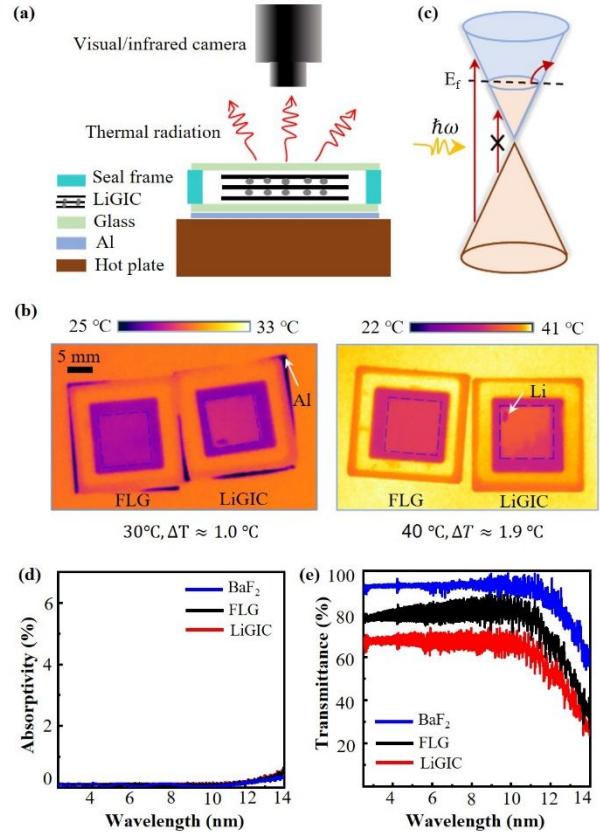 (a)
Visual/infrared camera
Thermal radiation
Seal frame
LiGIC
Glass
Al
Hot plate
(c)
E_f
ℏω
(b)
25 °C 33 °C
5 mm
Al
FLG LiGIC
30°C, ΔT ≈ 1.0 °C
22 °C 41 °C
Li
FLG LiGIC
40 °C, ΔT ≈ 1.9 °C
(d)
BaF₂
FLG
LiGIC
Absorptivity (%)
6
4
2
0
4 6 8 10 12 14
Wavelength (nm)
(e)
100
80
60
40
20
Transmittance (%)
BaF₂
FLG
LiGIC
4 6 8 10 12 14
Wavelength (nm)